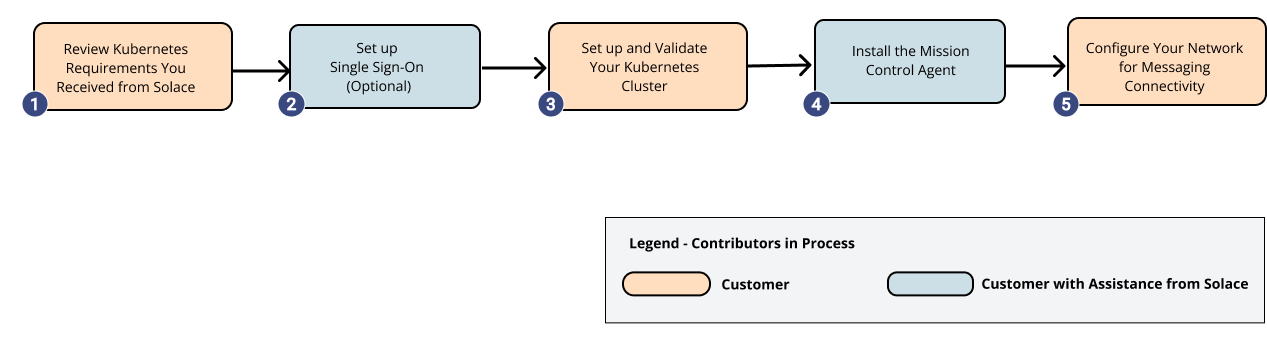 Review Kubernetes
Requirements You
Received from Solace
1
Set up
Single Sign-On
(Optional)
2
Set up and Validate
Your Kubernetes
Cluster
3
Install the Mission
Control Agent
4
Configure Your Network
for Messaging
Connectivity
5
Legend - Contributors in Process
Customer
Customer with Assistance from Solace